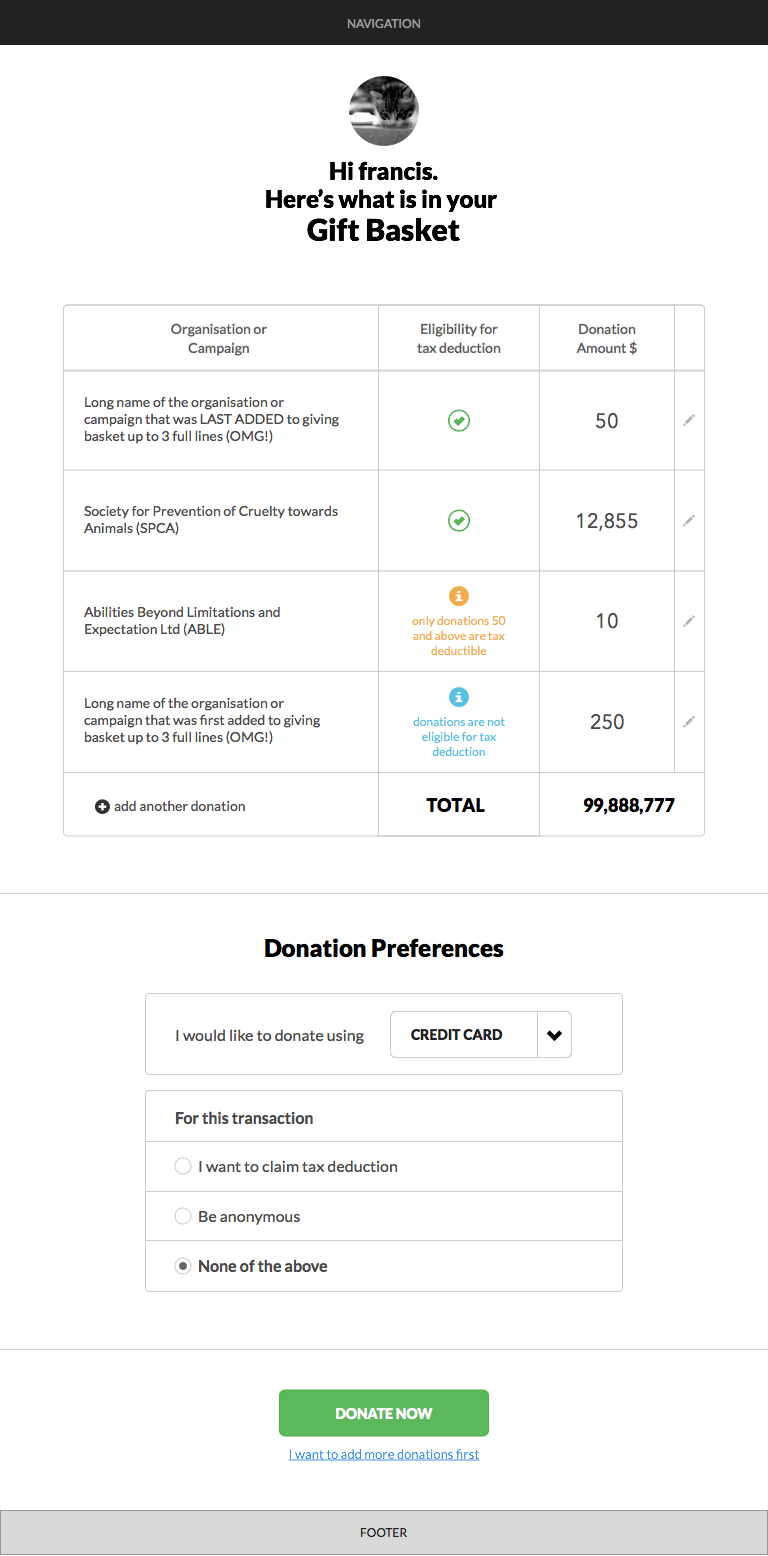 NAVIGATION
Hi francis.
Here's what is in your
Gift Basket
Organisation or
Campaign
Eligibility for
tax deduction
Donation
Amount $
Long name of the organisation or
campaign that was LAST ADDED to giving
basket up to 3 full lines (OMG!)
50
Society for Prevention of Cruelty towards
Animals (SPCA)
12,855
Abilities Beyond Limitations and
Expectation Ltd (ABLE)
only donations 50
and above are tax
deductible
10
Long name of the organisation or
campaign that was first added to giving
basket up to 3 full lines (OMG!)
donations are not
eligible for tax
deduction
250
add another donation
TOTAL
99,888,777
Donation Preferences
I would like to donate using
CREDIT CARD
For this transaction
I want to claim tax deduction
Be anonymous
None of the above
DONATE NOW
I want to add more donations first
FOOTER